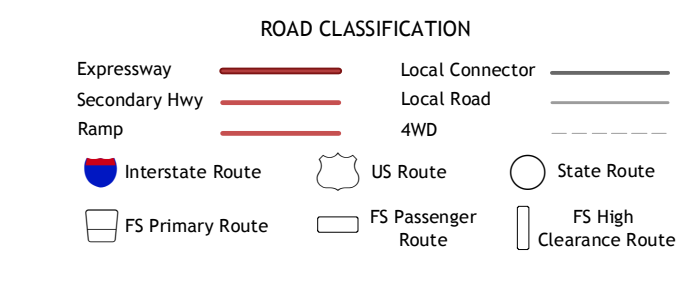 ROAD CLASSIFICATION
Expressway
Local Connector
Secondary Hwy
Local Road
Ramp
4WD
Interstate Route
US Route
State Route
FS Primary Route
FS Passenger
Route
FS High
Clearance Route